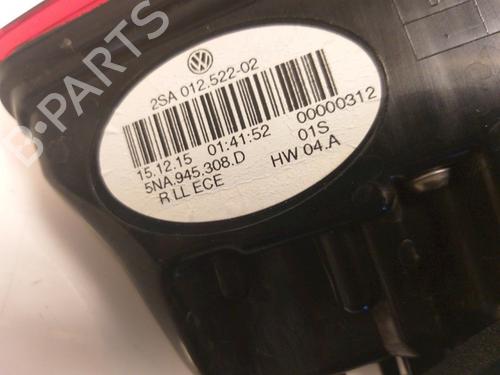 2SA 012.522-02
15.12.15 01:41:52 00000312
5NA.945.308.D 01S
R LL ECE HW 04.A
B-PARTS